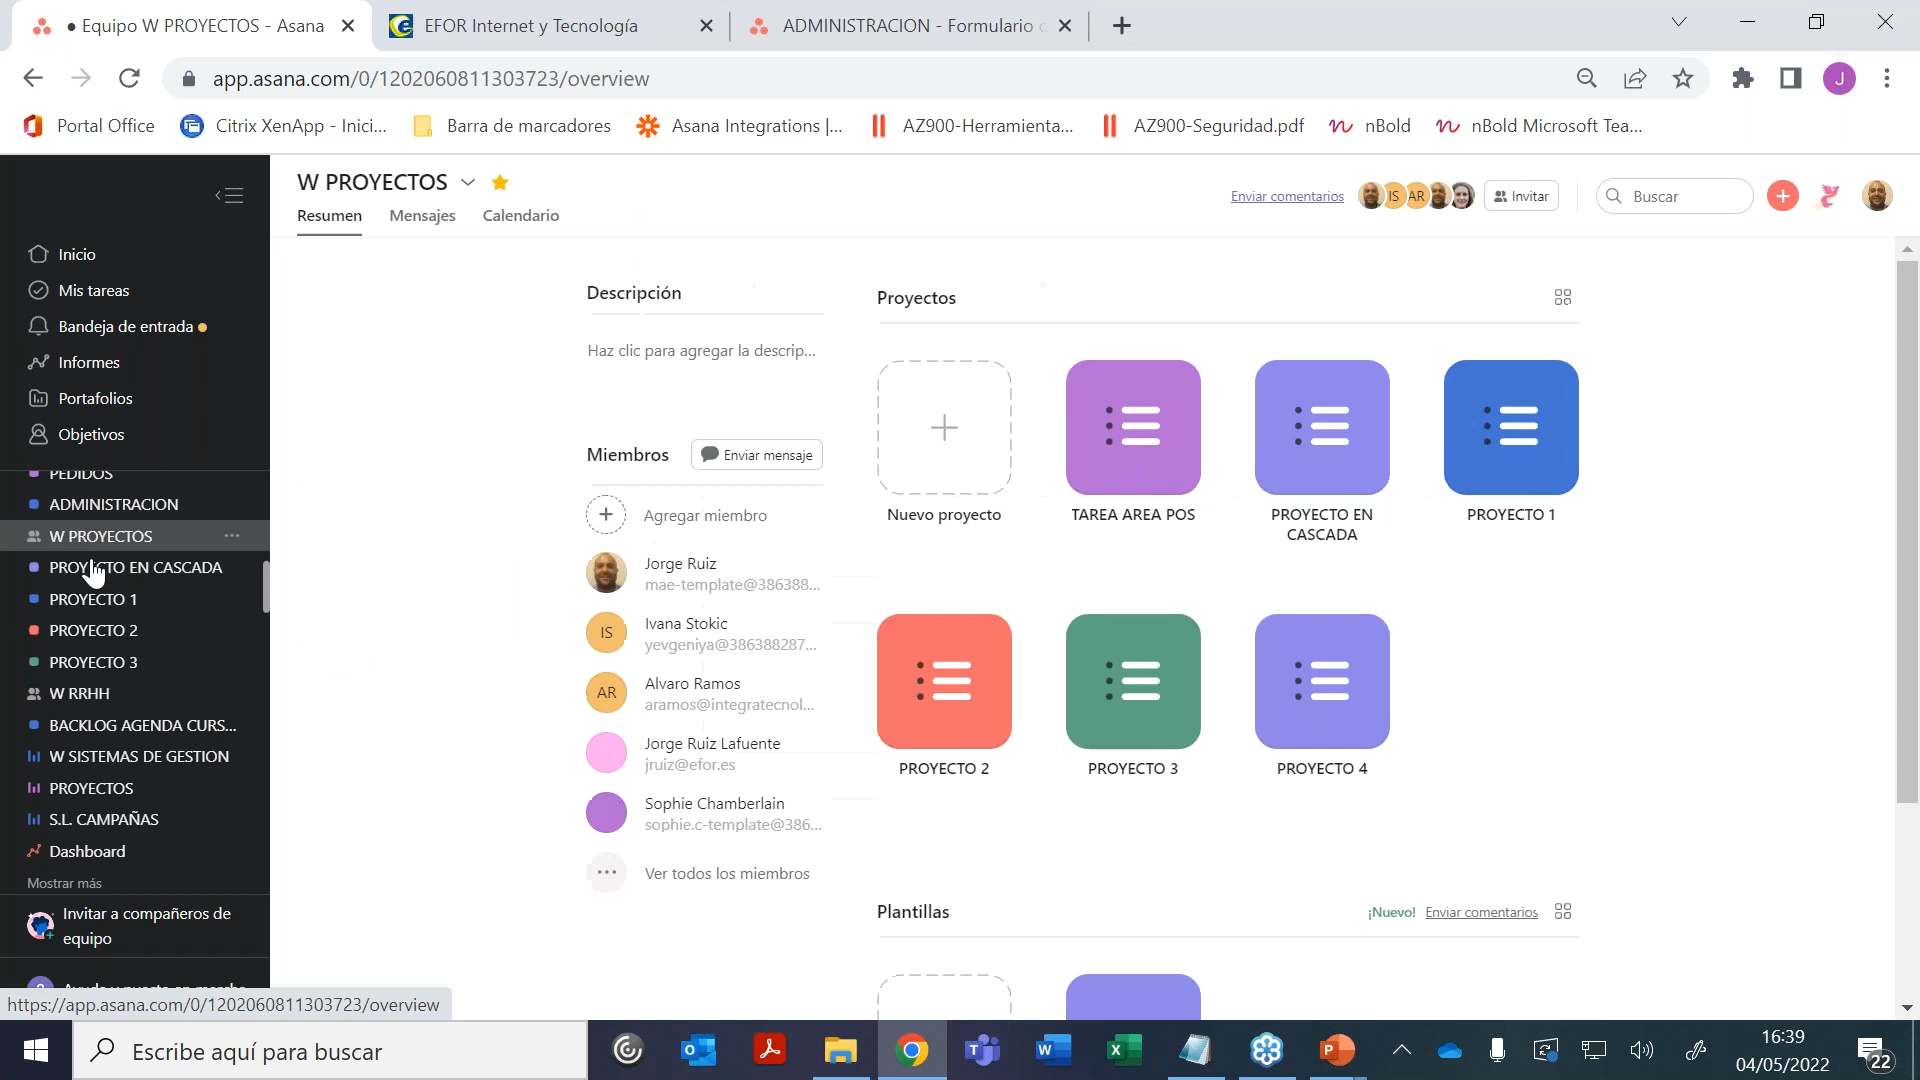 ● Equipo W PROYECTOS - Asana
EFOR Internet y Tecnología
ADMINISTRACION - Formulario
app.asana.com/0/1202060811303723/overview
J
Portal Office
Citrix XenApp - Inici...
Barra de marcadores
Asana Integrations |...
AZ900-Herramienta...
AZ900-Seguridad.pdf
nBold
nBold Microsoft Tea...
W PROYECTOS
Resumen
Mensajes
Calendario
Enviar comentarios
IS
AR
Invitar
Buscar
Inicio
Mis tareas
Bandeja de entrada
Informes
Portafolios
Objetivos
PEDIDOS
ADMINISTRACION
W PROYECTOS
PROYECTO EN CASCADA
PROYECTO 1
PROYECTO 2
PROYECTO 3
W RRHH
BACKLOG AGENDA CURS...
W SISTEMAS DE GESTION
PROYECTOS
S.L. CAMPAÑAS
Dashboard
Mostrar más
Invitar a compañeros de
equipo
Descripción
Haz clic para agregar la descrip...
Miembros
Enviar mensaje
Agregar miembro
Jorge Ruiz
mae-template@386388...
IS
Ivana Stokic
yevgeniya@386388287...
AR
Alvaro Ramos
aramos@integratecnol...
Jorge Ruiz Lafuente
jruiz@efor.es
Sophie Chamberlain
sophie.c-template@386...
Ver todos los miembros
Proyectos
Nuevo proyecto
TAREA AREA POS
PROYECTO EN
CASCADA
PROYECTO 1
PROYECTO 2
PROYECTO 3
PROYECTO 4
Plantillas
¡Nuevo!
Enviar comentarios
https://app.asana.com/0/1202060811303723/overview
Escribe aquí para buscar
16:39
04/05/2022
22